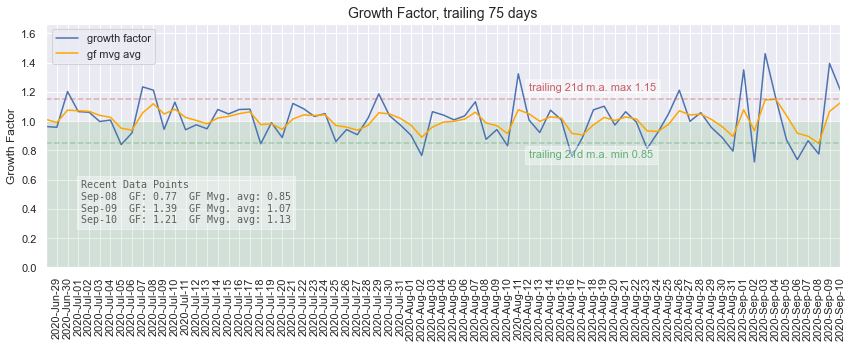 Growth Factor, trailing 75 days
growth factor
gf mvg avg
Growth Factor
1.6
1.4
1.2
1.0
0.8
0.6
0.4
0.2
0.0
trailing 21d m.a. max 1.15
trailing 21d m.a. min 0.85
Recent Data Points
Sep-08  GF: 0.77  GF Mvg. avg: 0.85
Sep-09  GF: 1.39  GF Mvg. avg: 1.07
Sep-10  GF: 1.21  GF Mvg. avg: 1.13
2020-Jun-29
2020-Jun-30
2020-Jul-01
2020-Jul-02
2020-Jul-03
2020-Jul-04
2020-Jul-05
2020-Jul-06
2020-Jul-07
2020-Jul-08
2020-Jul-09
2020-Jul-10
2020-Jul-11
2020-Jul-12
2020-Jul-13
2020-Jul-14
2020-Jul-15
2020-Jul-16
2020-Jul-17
2020-Jul-18
2020-Jul-19
2020-Jul-20
2020-Jul-21
2020-Jul-22
2020-Jul-23
2020-Jul-24
2020-Jul-25
2020-Jul-26
2020-Jul-27
2020-Jul-28
2020-Jul-29
2020-Jul-30
2020-Jul-31
2020-Aug-01
2020-Aug-02
2020-Aug-03
2020-Aug-04
2020-Aug-05
2020-Aug-06
2020-Aug-07
2020-Aug-08
2020-Aug-09
2020-Aug-10
2020-Aug-11
2020-Aug-12
2020-Aug-13
2020-Aug-14
2020-Aug-15
2020-Aug-16
2020-Aug-17
2020-Aug-18
2020-Aug-19
2020-Aug-20
2020-Aug-21
2020-Aug-22
2020-Aug-23
2020-Aug-24
2020-Aug-25
2020-Aug-26
2020-Aug-27
2020-Aug-28
2020-Aug-29
2020-Aug-30
2020-Aug-31
2020-Sep-01
2020-Sep-02
2020-Sep-03
2020-Sep-04
2020-Sep-05
2020-Sep-06
2020-Sep-07
2020-Sep-08
2020-Sep-09
2020-Sep-10